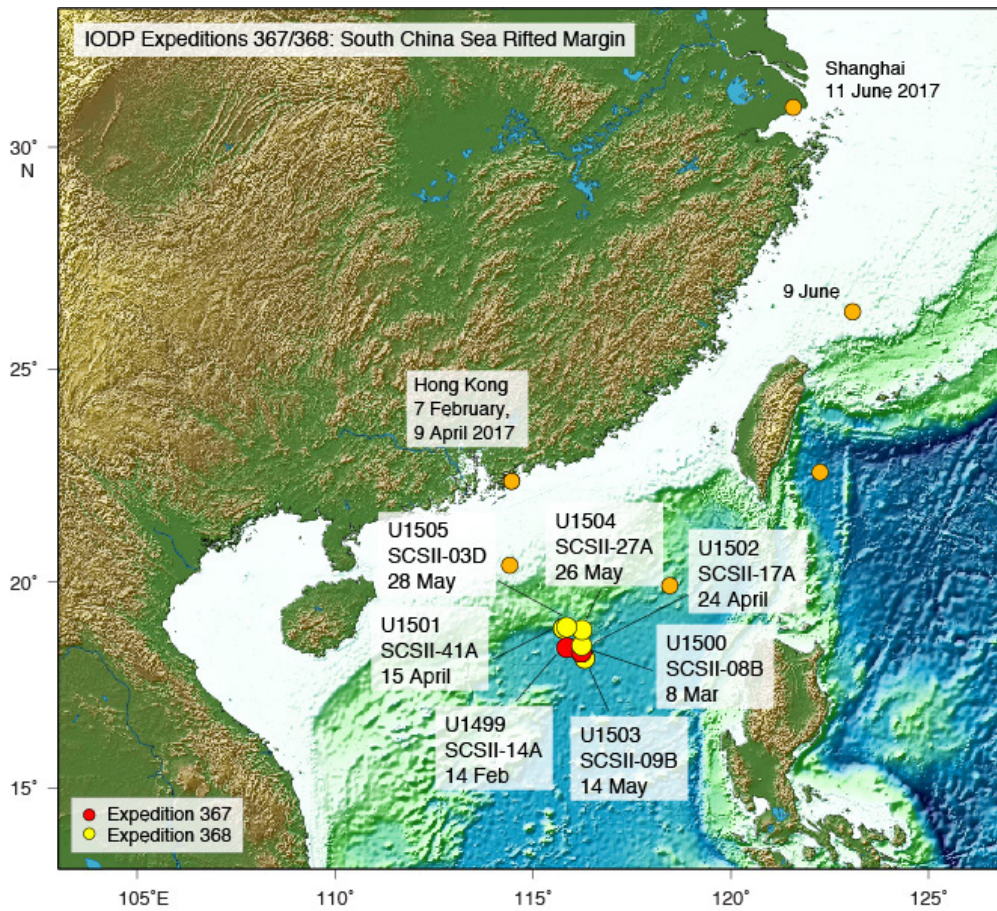 IODP Expeditions 367/368: South China Sea Rifted Margin
Shanghai
11 June 2017
30°
N
9 June
25°
Hong Kong
7 February,
9 April 2017
U1505
SCSII-03D
28 May
U1504
SCSII-27A
26 May
U1502
SCSII-17A
24 April
20°
U1501
SCSII-41A
15 April
U1500
SCSII-08B
8 Mar
U1499
SCSII-14A
14 Feb
U1503
SCSII-09B
14 May
15°
Expedition 367
Expedition 368
105°E
110°
115°
120°
125°